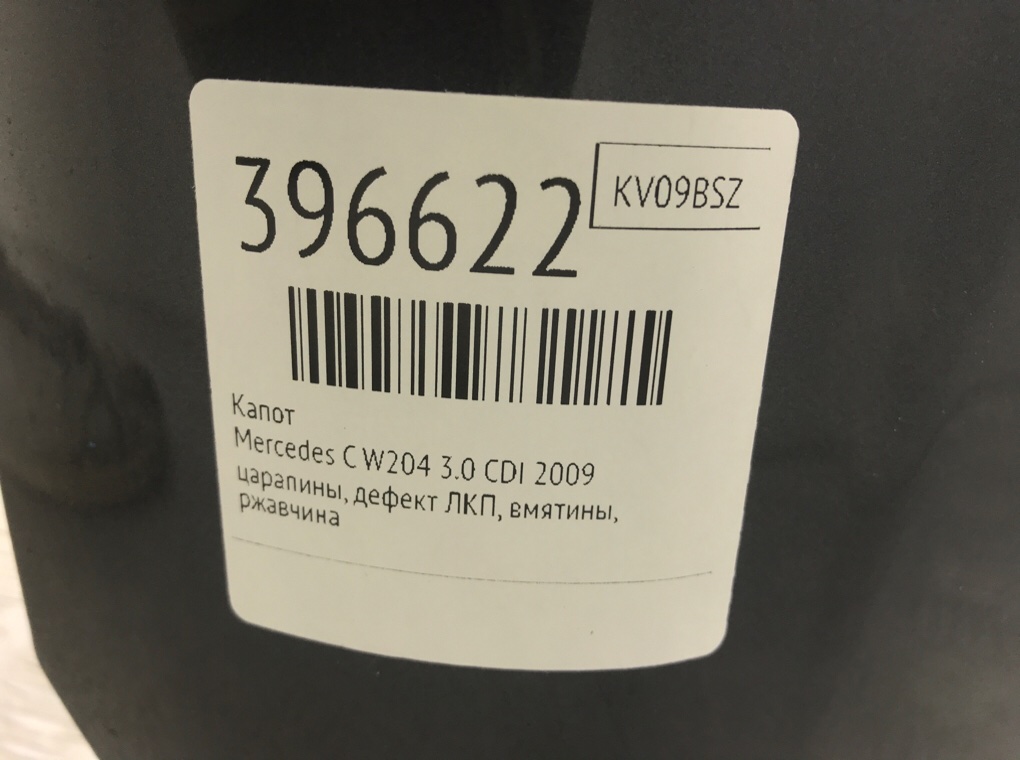 396622
KV09BSZ
Капот
Mercedes C W204 3.0 CDI 2009
царапины, дефект ЛКП, вмятины,
ржавчина